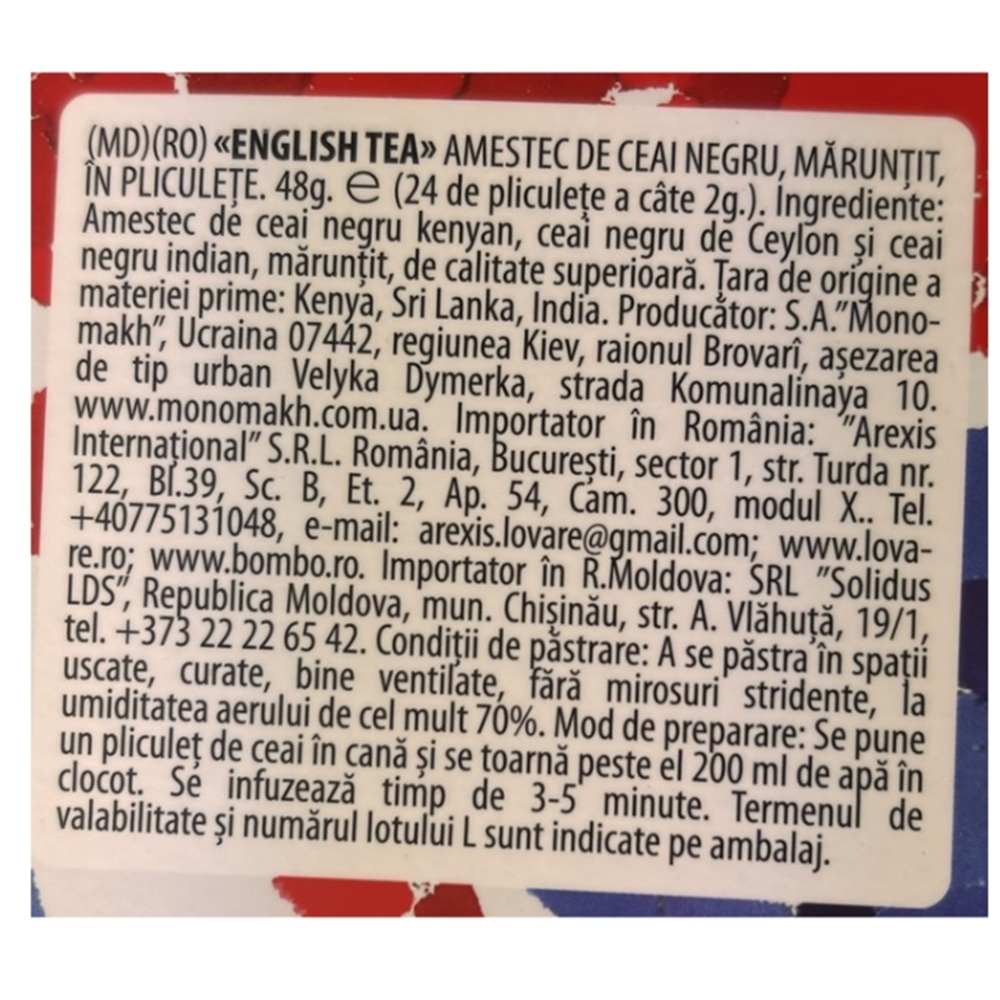 (MD)(RO) «ENGLISH TEA» AMESTEC DE CEAI NEGRU, MĂRUNȚIT,
ÎN PLICULEȚE. 48g. ℮ (24 de pliculețe a câte 2g.). Ingrediente:
Amestec de ceai negru kenyan, ceai negru de Ceylon și ceai
negru indian, mărunțit, de calitate superioară. Țara de origine a
materiei prime: Kenya, Sri Lanka, India. Producător: S.A."Mono-
makh", Ucraina 07442, regiunea Kiev, raionul Brovarî, așezarea
de tip urban Velyka Dymerka, strada Komunalinaya 10.
www.monomakh.com.ua. Importator în România: "Arexis
Internațional" S.R.L. România, București, sector 1, str. Turda nr.
122, Bl.39, Sc. B, Et. 2, Ap. 54, Cam. 300, modul X.. Tel.
+40775131048, e-mail: arexis.lovare@gmail.com; www.lova-
re.ro; www.bombo.ro. Importator în R.Moldova: SRL "Solidus
LDS", Republica Moldova, mun. Chișinău, str. A. Vlăhuță, 19/1,
tel. +373 22 22 65 42. Condiții de păstrare: A se păstra în spații
uscate, curate, bine ventilate, fără mirosuri stridente, la
umiditatea aerului de cel mult 70%. Mod de preparare: Se pune
un pliculeț de ceai în cană și se toarnă peste el 200 ml de apă în
clocot. Se infuzează timp de 3-5 minute. Termenul de
valabilitate și numărul lotului L sunt indicate pe ambalaj.